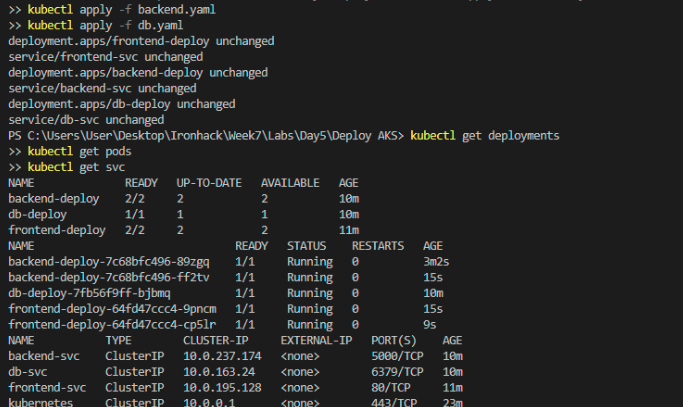 >> kubectl apply -f backend.yaml
>> kubectl apply -f db.yaml
deployment.apps/frontend-deploy unchanged
service/frontend-svc unchanged
deployment.apps/backend-deploy unchanged
service/backend-svc unchanged
deployment.apps/db-deploy unchanged
service/db-svc unchanged
PS C:\Users\User\Desktop\Ironhack\Week7\Labs\Day5\Deploy AKS> kubectl get deployments
>> kubectl get pods
>> kubectl get svc
NAME READY UP-TO-DATE AVAILABLE AGE
backend-deploy 2/2 2 2 10m
db-deploy 1/1 1 1 10m
frontend-deploy 2/2 2 2 11m
NAME READY STATUS RESTARTS AGE
backend-deploy-7c68bfc496-89zgq 1/1 Running 0 3m2s
backend-deploy-7c68bfc496-ff2tv 1/1 Running 0 15s
db-deploy-7fb56f9ff-bjbmq 1/1 Running 0 10m
frontend-deploy-64fd47ccc4-9pncm 1/1 Running 0 15s
frontend-deploy-64fd47ccc4-cp5lr 1/1 Running 0 9s
NAME TYPE CLUSTER-IP EXTERNAL-IP PORT(S) AGE
backend-svc ClusterIP 10.0.237.174 <none> 5000/TCP 10m
db-svc ClusterIP 10.0.163.24 <none> 6379/TCP 10m
frontend-svc ClusterIP 10.0.195.128 <none> 80/TCP 11m
kubernetes ClusterIP 10.0.0.1 <none> 443/TCP 23m